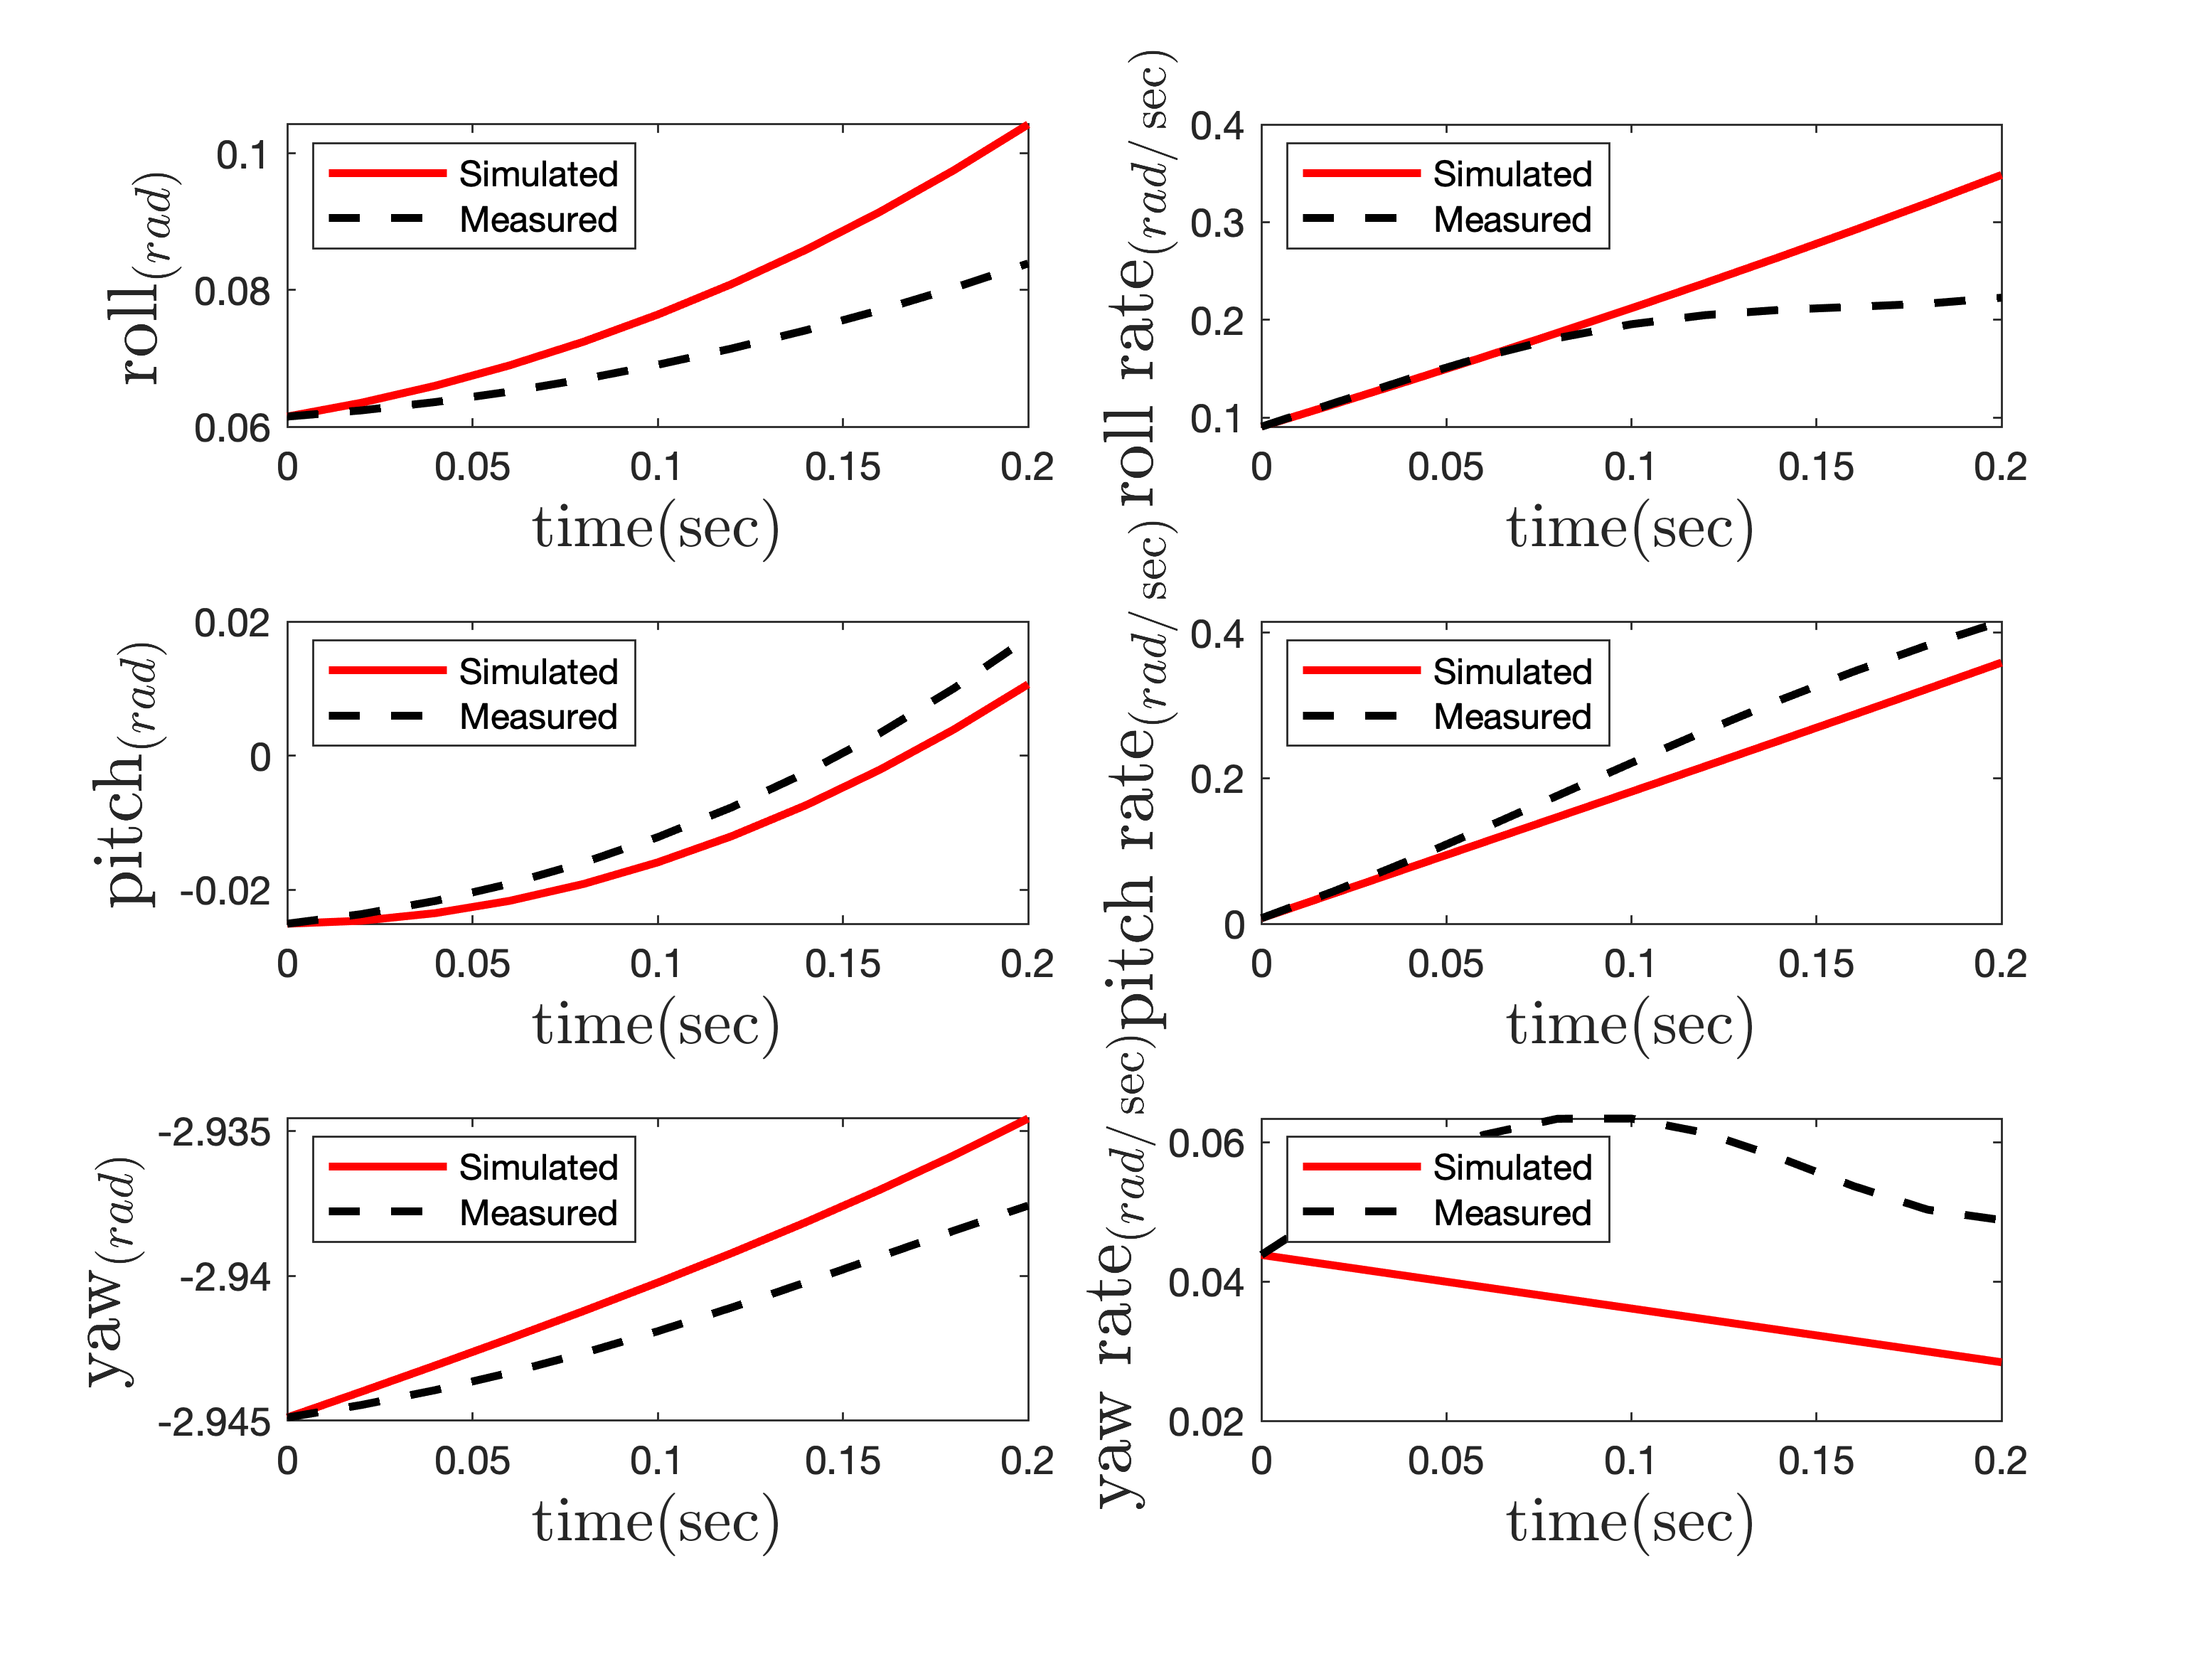 roll(rad)
0.1
0.08
0.06
Simulated
Measured
0 0.05 0.1 0.15 0.2
time(sec)
roll rate(rad/ sec)
0.4
0.3
0.2
0.1
Simulated
Measured
0 0.05 0.1 0.15 0.2
time(sec)
pitch(rad)
0.02
0
-0.02
Simulated
Measured
0 0.05 0.1 0.15 0.2
time(sec)
pitch rate(rad/ sec)
0.4
0.2
0
Simulated
Measured
0 0.05 0.1 0.15 0.2
time(sec)
yaw(rad)
-2.935
-2.94
-2.945
Simulated
Measured
0 0.05 0.1 0.15 0.2
time(sec)
yaw rate(rad/ sec)
0.06
0.04
0.02
Simulated
Measured
0 0.05 0.1 0.15 0.2
time(sec)